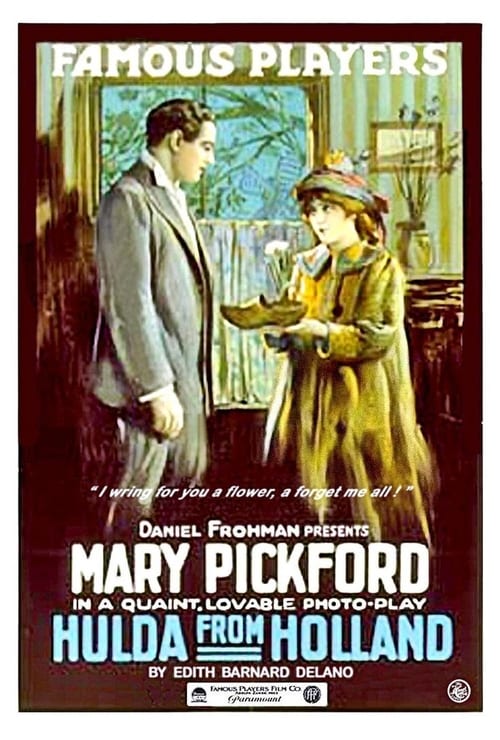 FAMOUS PLAYERS
"I wring for you a flower, a forget me all!"
DANIEL FROHMAN PRESENTS
MARY PICKFORD
IN A QUAINT, LOVABLE PHOTO-PLAY
HULDA FROM HOLLAND
BY EDITH BARNARD DELANO
FAMOUS PLAYERS FILM CO
Paramount